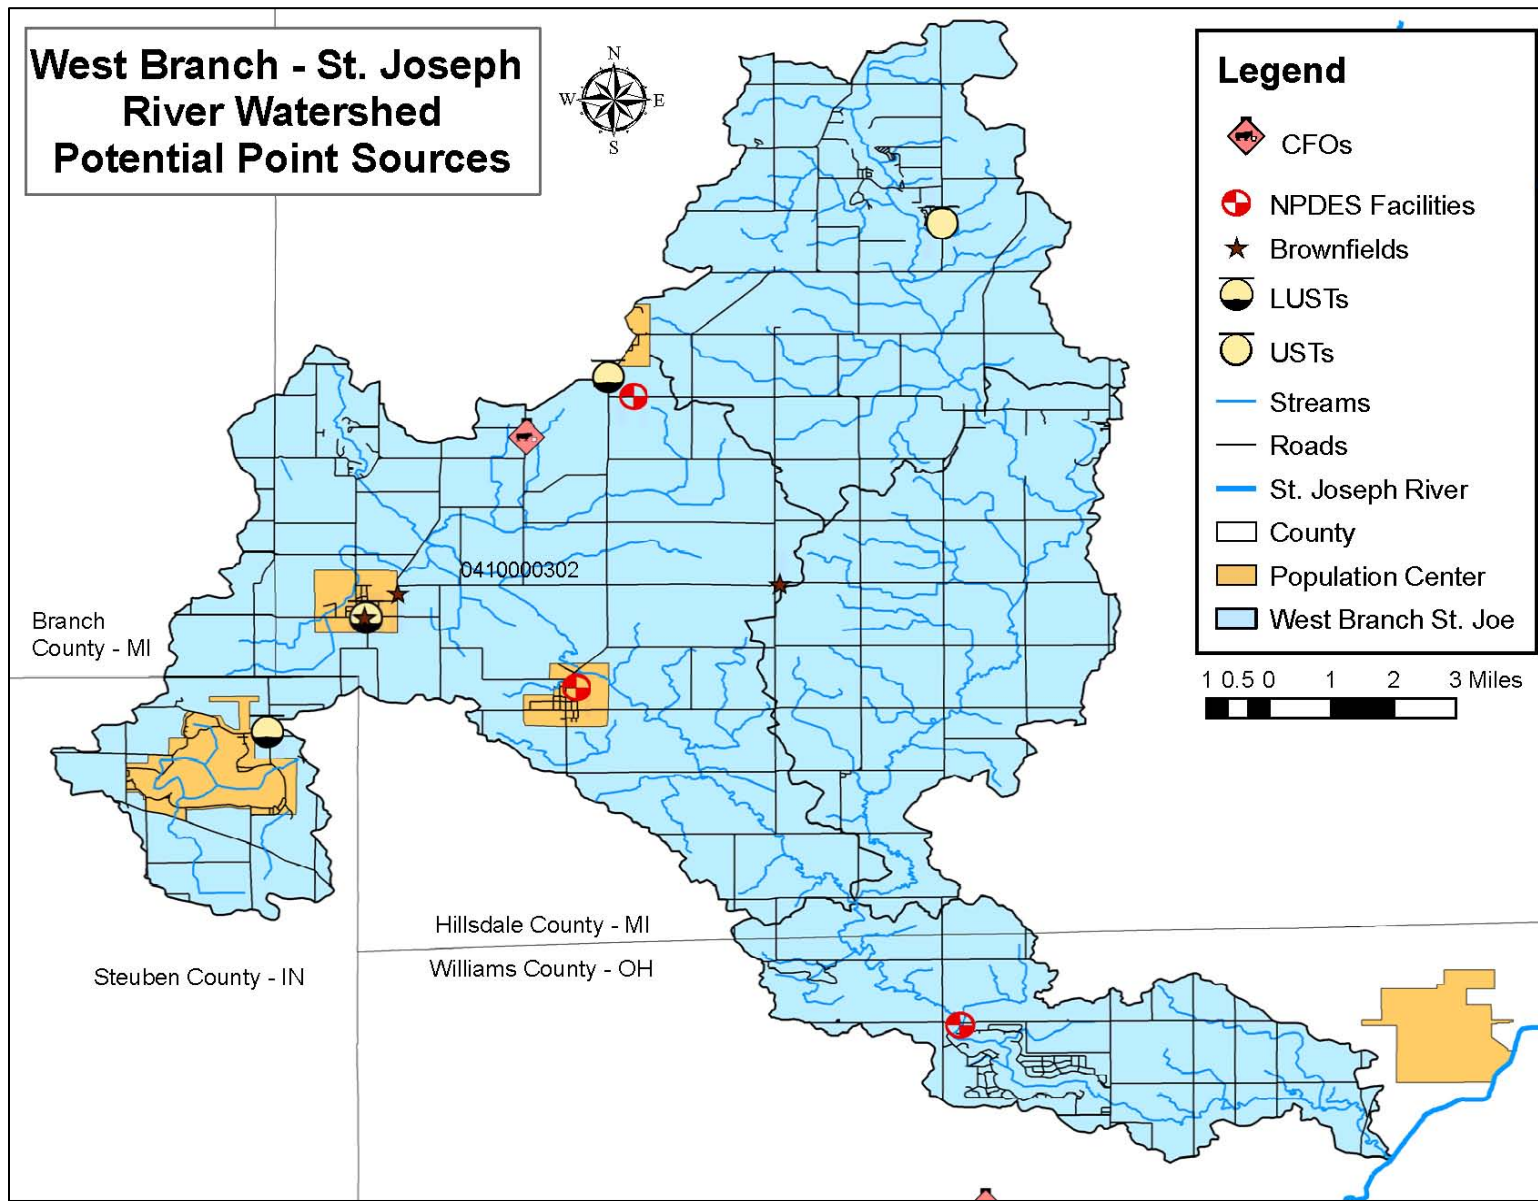 West Branch - St. Joseph
River Watershed
Potential Point Sources
N
W
E
S
Legend
CFOs
NPDES Facilities
Brownfields
LUSTs
USTs
Streams
Roads
St. Joseph River
County
Population Center
West Branch St. Joe
1 0.5 0 1 2 3 Miles
0410000302
Branch
County - MI
Hillsdale County - MI
Williams County - OH
Steuben County - IN